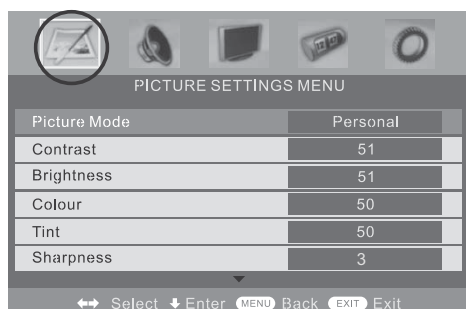 PICTURE SETTINGS MENU
Picture Mode Personal
Contrast 51
Brightness 51
Colour 50
Tint 50
Sharpness 3
Select Enter MENU Back EXIT Exit